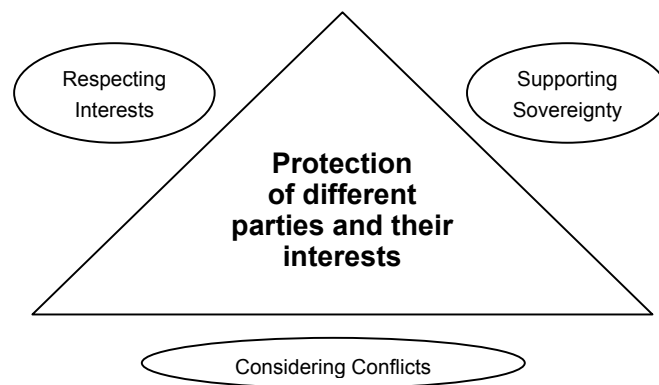 Respecting
Interests
Supporting
Sovereignty
Protection
of different
parties and their
interests
Considering Conflicts